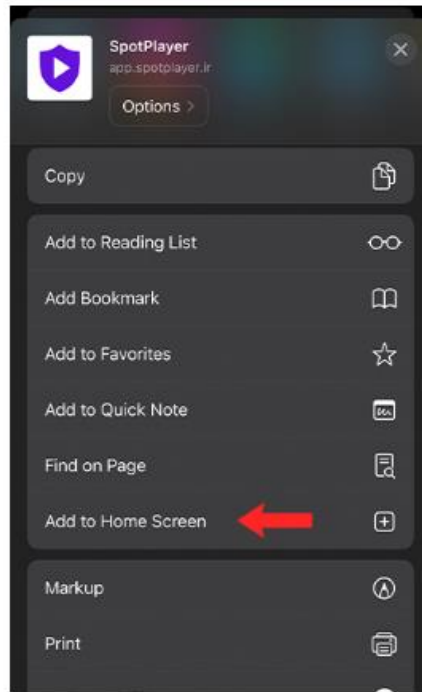 SpotPlayer
app.spotplayer.ir
Options >
Copy
Add to Reading List
Add Bookmark
Add to Favorites
Add to Quick Note
Find on Page
Add to Home Screen
Markup
Print